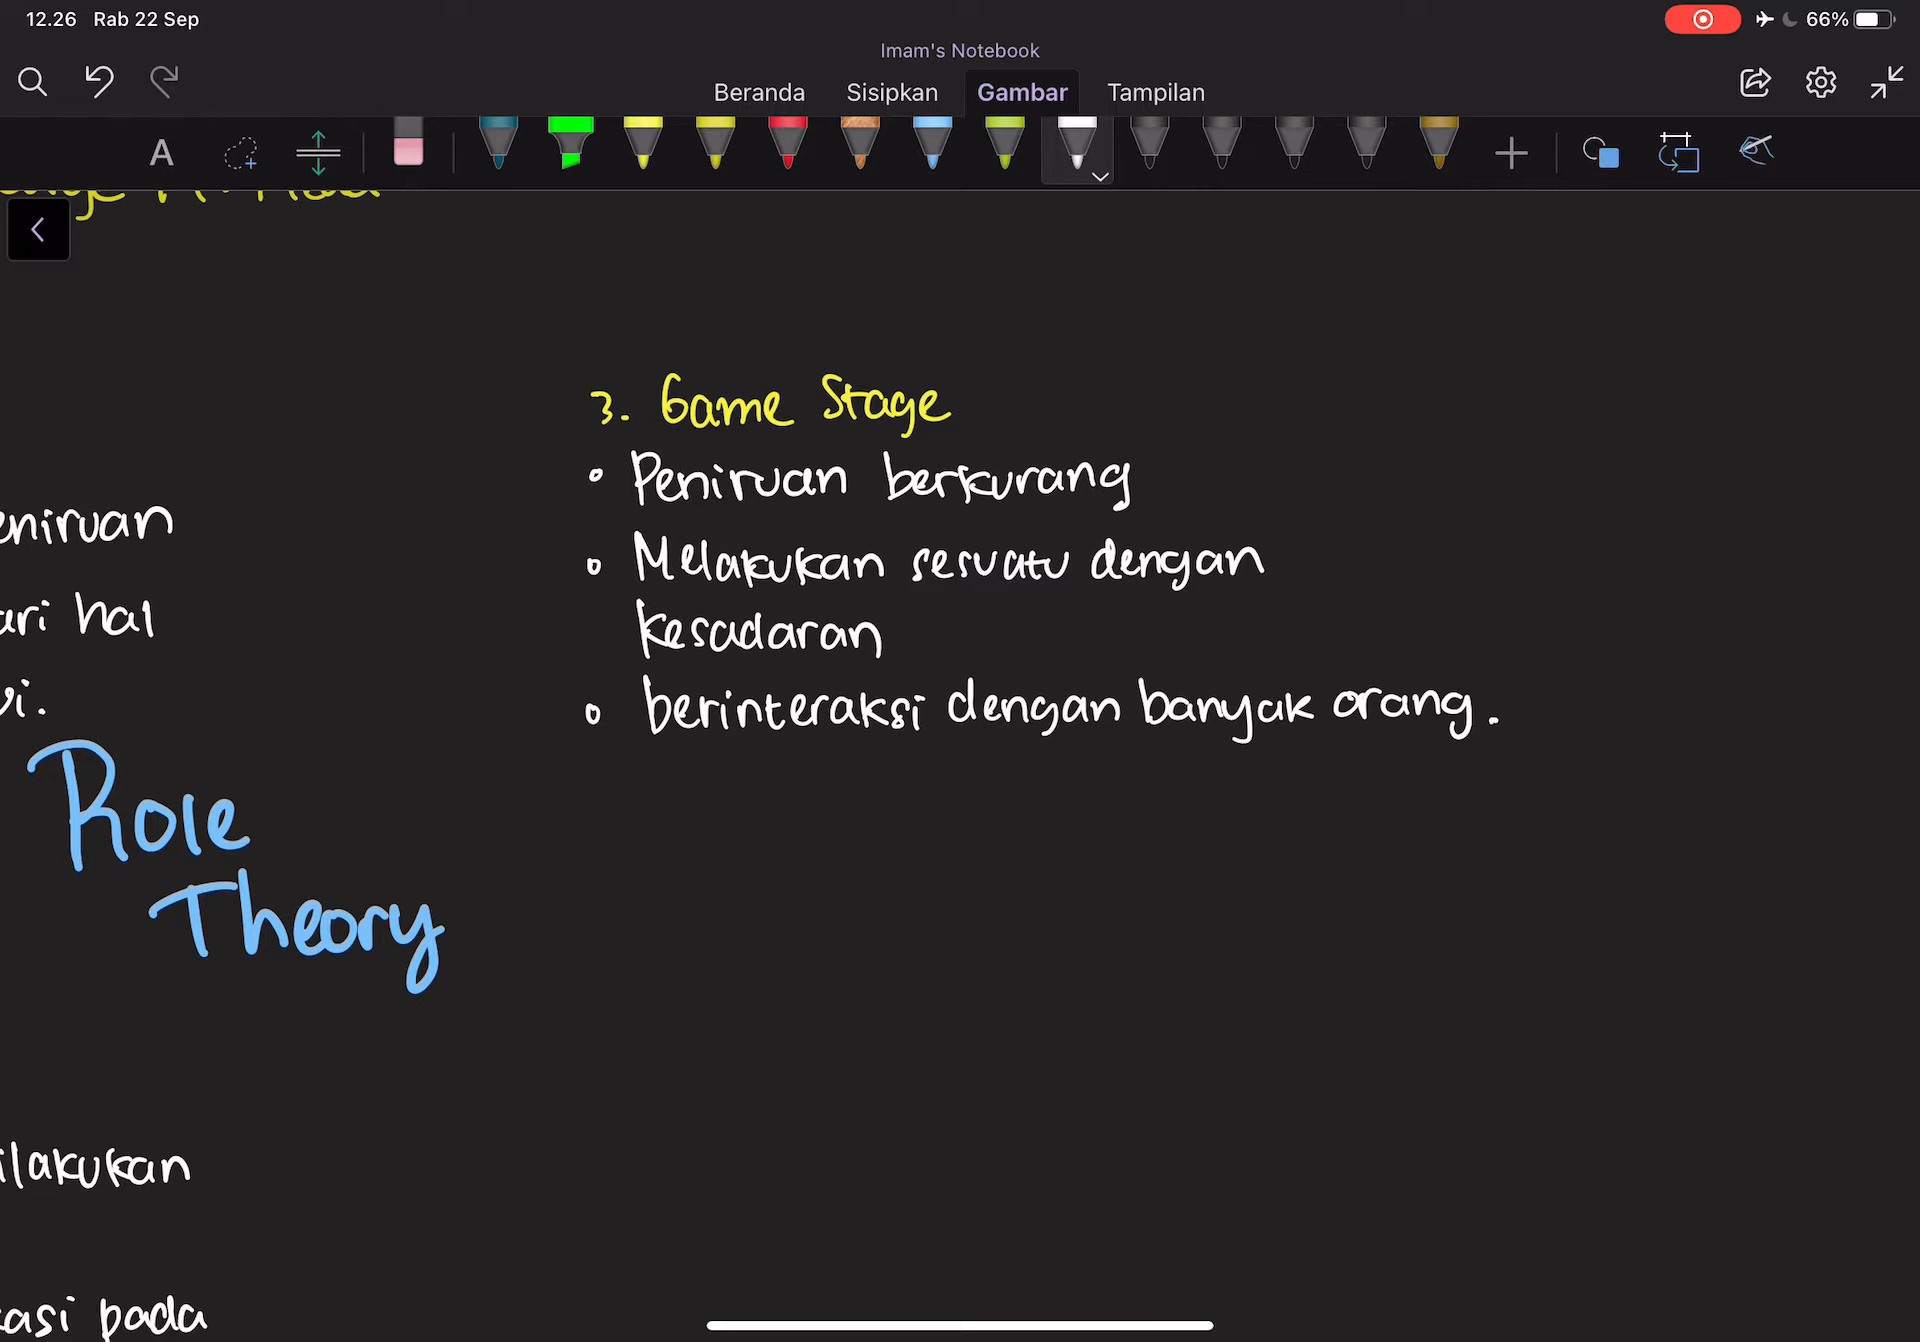 12.26 Rab 22 Sep
66%
Imam's Notebook
Beranda Sisipkan Gambar Tampilan
A
3. Game Stage
• Peniruan berkurang
• Melakukan sesuatu dengan
kesadaran
• berinteraksi dengan banyak orang.
eniruan
ari hal
vi.
Role
Theory
ilakukan
asi pada